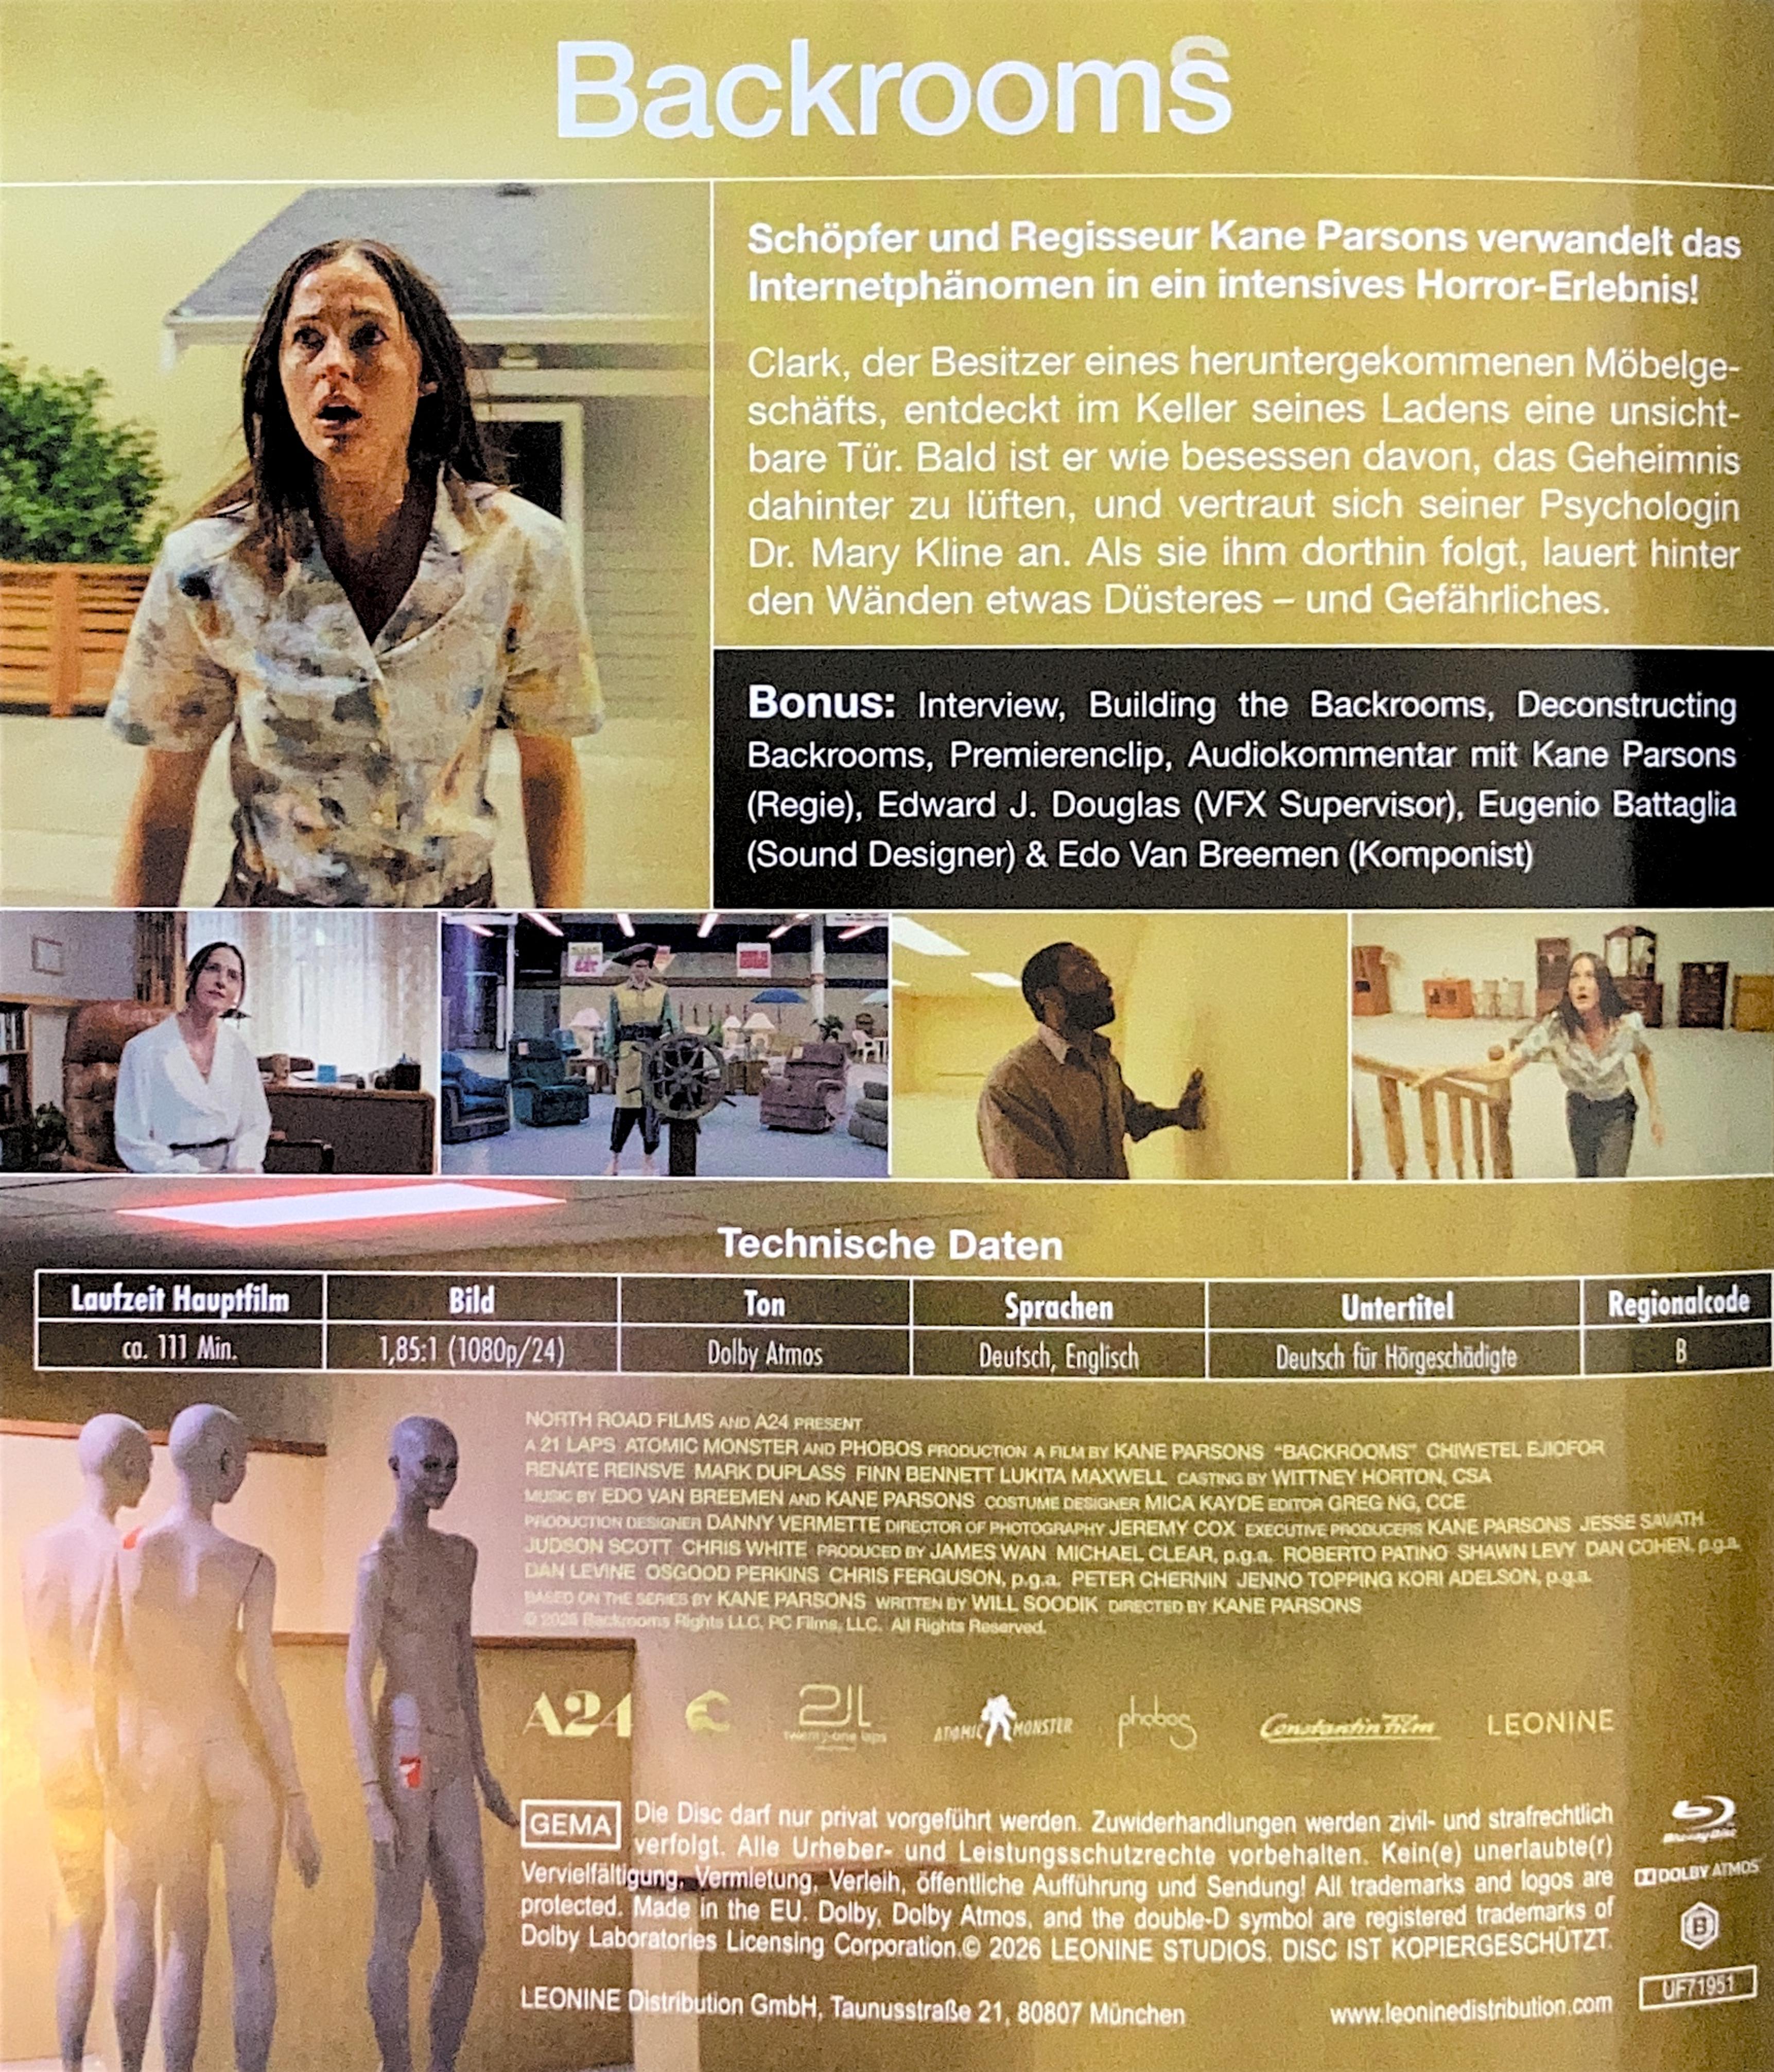 Backrooms
Schöpfer und Regisseur Kane Parsons verwandelt das
Internetphänomen in ein intensives Horror-Erlebnis!
Clark, der Besitzer eines heruntergekommenen Möbelge-
schäfts, entdeckt im Keller seines Ladens eine unsicht-
bare Tür. Bald ist er wie besessen davon, das Geheimnis
dahinter zu lüften, und vertraut sich seiner Psychologin
Dr. Mary Kline an. Als sie ihm dorthin folgt, lauert hinter
den Wänden etwas Düsteres – und Gefährliches.
Bonus: Interview, Building the Backrooms, Deconstructing
Backrooms, Premierenclip, Audiokommentar mit Kane Parsons
(Regie), Edward J. Douglas (VFX Supervisor), Eugenio Battaglia
(Sound Designer) & Edo Van Breemen (Komponist)
Technische Daten
Laufzeit Hauptfilm Bild Ton Sprachen Untertitel Regionalcode
ca. 111 Min. 1,85:1 (1080p/24) Dolby Atmos Deutsch, Englisch Deutsch für Hörgeschädigte B
NORTH ROAD FILMS AND A24 PRESENT
A 21 LAPS ATOMIC MONSTER AND PHOBOS PRODUCTION A FILM BY KANE PARSONS "BACKROOMS" CHIWETEL EJIOFOR
RENATE REINSVE MARK DUPLASS FINN BENNETT LUKITA MAXWELL CASTING BY WITTNEY HORTON, CSA
MUSIC BY EDO VAN BREEMEN AND KANE PARSONS COSTUME DESIGNER MICA KAYDE EDITOR GREG NG, CCE
PRODUCTION DESIGNER DANNY VERMETTE DIRECTOR OF PHOTOGRAPHY JEREMY COX EXECUTIVE PRODUCERS KANE PARSONS JESSE SAVATH
JUDSON SCOTT CHRIS WHITE PRODUCED BY JAMES WAN MICHAEL CLEAR, p.g.a. ROBERTO PATINO SHAWN LEVY DAN COHEN, p.g.a.
DAN LEVINE OSGOOD PERKINS CHRIS FERGUSON, p.g.a. PETER CHERNIN JENNO TOPPING KORI ADELSON, p.g.a.
BASED ON THE SERIES BY KANE PARSONS WRITTEN BY WILL SOODIK DIRECTED BY KANE PARSONS
© 2026 Backrooms Rights LLC, PC Films, LLC. All Rights Reserved.
A24 21L twenty-one laps ATOMIC MONSTER phobos Constantin Film LEONINE
GEMA Die Disc darf nur privat vorgeführt werden. Zuwiderhandlungen werden zivil- und strafrechtlich
verfolgt. Alle Urheber- und Leistungsschutzrechte vorbehalten. Kein(e) unerlaubte(r)
Vervielfältigung, Vermietung, Verleih, öffentliche Aufführung und Sendung! All trademarks and logos are
protected. Made in the EU. Dolby, Dolby Atmos, and the double-D symbol are registered trademarks of
Dolby Laboratories Licensing Corporation.© 2026 LEONINE STUDIOS. DISC IST KOPIERGESCHÜTZT.
Blu-ray Disc
DOLBY ATMOS
B
UF71951
LEONINE Distribution GmbH, Taunusstraße 21, 80807 München www.leoninedistribution.com